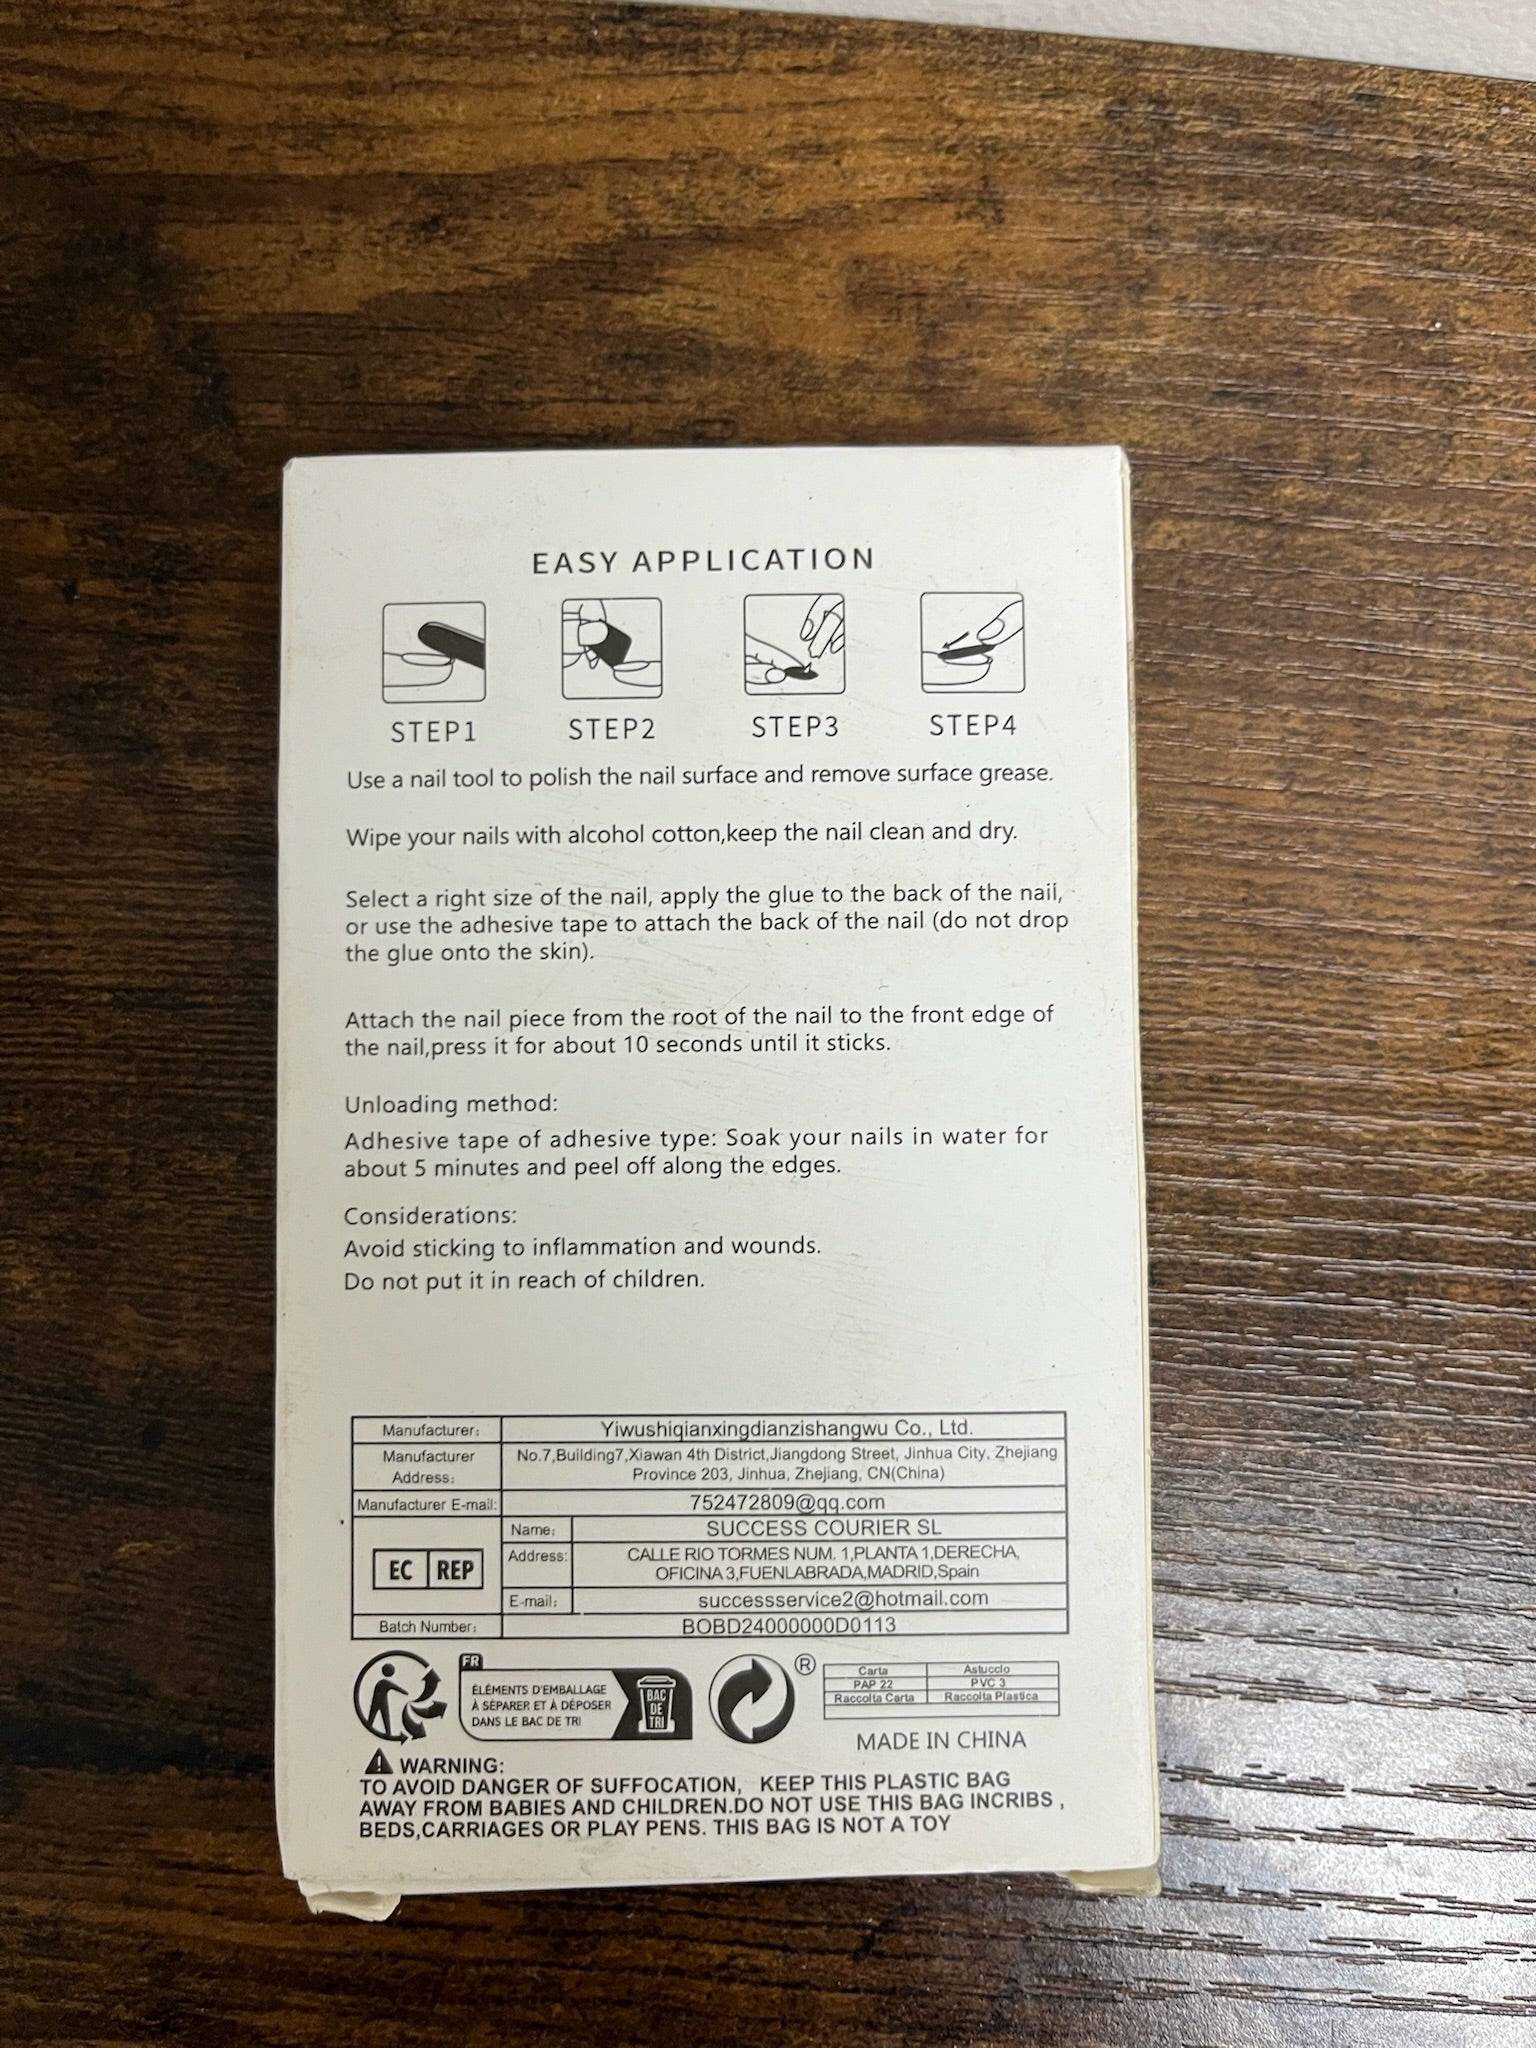 EASY APPLICATION
STEP1 STEP2 STEP3 STEP4
Use a nail tool to polish the nail surface and remove surface grease.
Wipe your nails with alcohol cotton,keep the nail clean and dry.
Select a right size of the nail, apply the glue to the back of the nail,
or use the adhesive tape to attach the back of the nail (do not drop
the glue onto the skin).
Attach the nail piece from the root of the nail to the front edge of
the nail,press it for about 10 seconds until it sticks.
Unloading method:
Adhesive tape of adhesive type: Soak your nails in water for
about 5 minutes and peel off along the edges.
Considerations:
Avoid sticking to inflammation and wounds.
Do not put it in reach of children.
Manufacturer: Yiwushiqianxingdianzishangwu Co., Ltd.
Manufacturer Address: No.7,Building7,Xiawan 4th District,Jiangdong Street, Jinhua City, Zhejiang
Province 203, Jinhua, Zhejiang, CN(China)
Manufacturer E-mail: 752472809@qq.com
EC REP
Name: SUCCESS COURIER SL
Address: CALLE RIO TORMES NUM. 1,PLANTA 1,DERECHA,
OFICINA 3,FUENLABRADA,MADRID,Spain
E-mail: successservice2@hotmail.com
Batch Number: BOBD24000000D0113
FR
ÉLÉMENTS D'EMBALLAGE
À SÉPARER ET À DÉPOSER
DANS LE BAC DE TRI
BAC
DE
TRI
®
Carta Astuccio
PAP 22 PVC 3
Raccolta Carta Raccolta Plastica
MADE IN CHINA
WARNING:
TO AVOID DANGER OF SUFFOCATION, KEEP THIS PLASTIC BAG
AWAY FROM BABIES AND CHILDREN.DO NOT USE THIS BAG INCRIBS ,
BEDS,CARRIAGES OR PLAY PENS. THIS BAG IS NOT A TOY